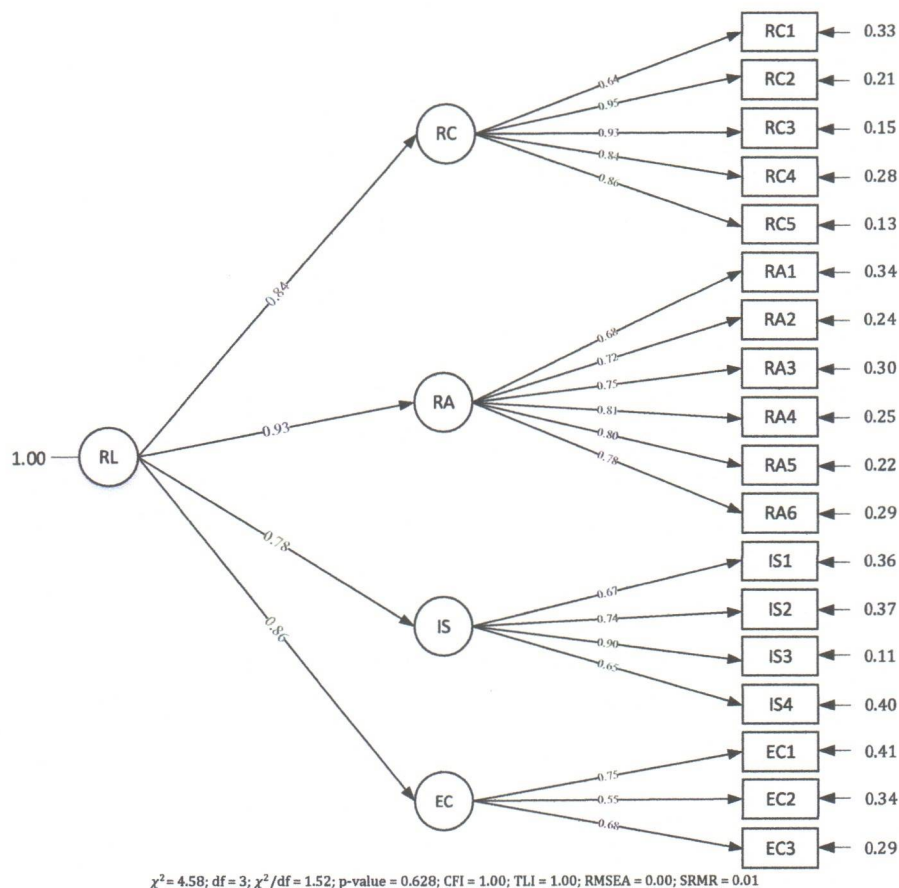 RC1 0.33
0.64
RC2 0.21
0.95
RC RC3 0.15
0.93
0.84
RC4 0.28
0.86
RC5 0.13
RA1 0.34
0.84
RA2 0.24
0.68
0.72
RA3 0.30
0.75
RA RA4 0.25
0.81
0.93
0.80
1.00 RL RA5 0.22
0.78
RA6 0.29
0.78
IS1 0.36
0.67
IS2 0.37
0.74
IS
0.86
0.90
IS3 0.11
0.65
IS4 0.40
EC1 0.41
0.75
EC EC2 0.34
0.55
0.68
EC3 0.29
χ²= 4.58; df = 3; χ²/df = 1.52; p-value = 0.628; CFI = 1.00; TLI = 1.00; RMSEA = 0.00; SRMR = 0.01